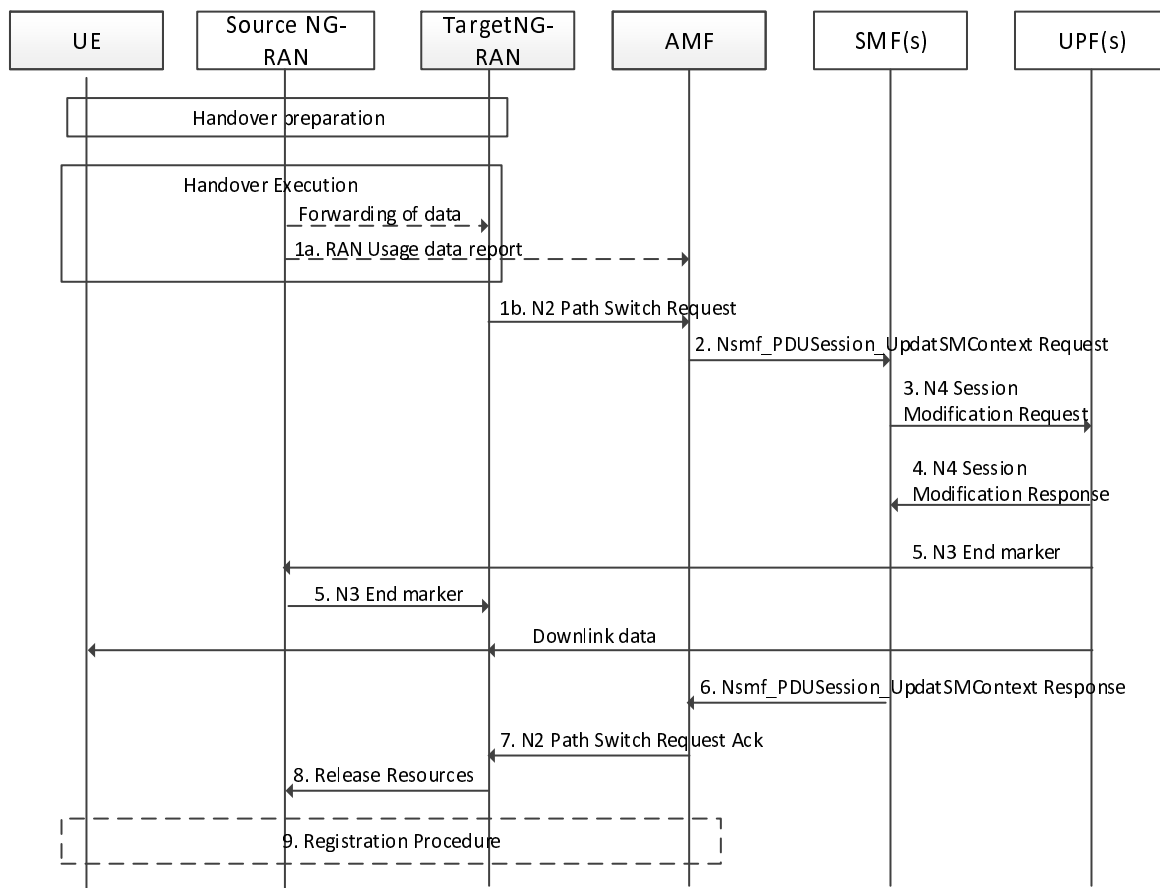 UE
Source NG-
RAN
TargetNG-
RAN
AMF
SMF(s)
UPF(s)
Handover preparation
Handover Execution
Forwarding of data
1a. RAN Usage data report
1b. N2 Path Switch Request
2. Nsmf_PDUSession_UpdatSMContext Request
3. N4 Session
Modification Request
4. N4 Session
Modification Response
5. N3 End marker
5. N3 End marker
Downlink data
6. Nsmf_PDUSession_UpdatSMContext Response
7. N2 Path Switch Request Ack
8. Release Resources
9. Registration Procedure